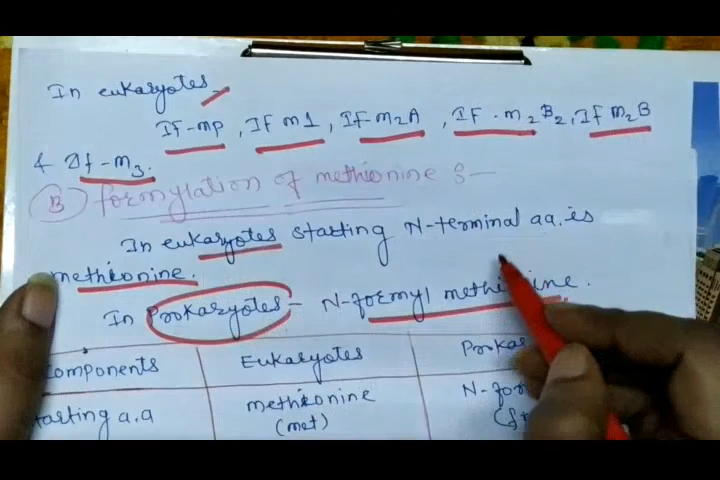 In eukaryotes-
IF-mp, IF m1, IF-m2A, IF-m2B2, IF m2B
& If-m3.
(B) formylation of methionine :-
In eukaryotes starting N-terminal aa. is
methionine.
In Prokaryotes - N-formyl methionine.
Components Eukaryotes
starting a.a methionine N-for
(met)